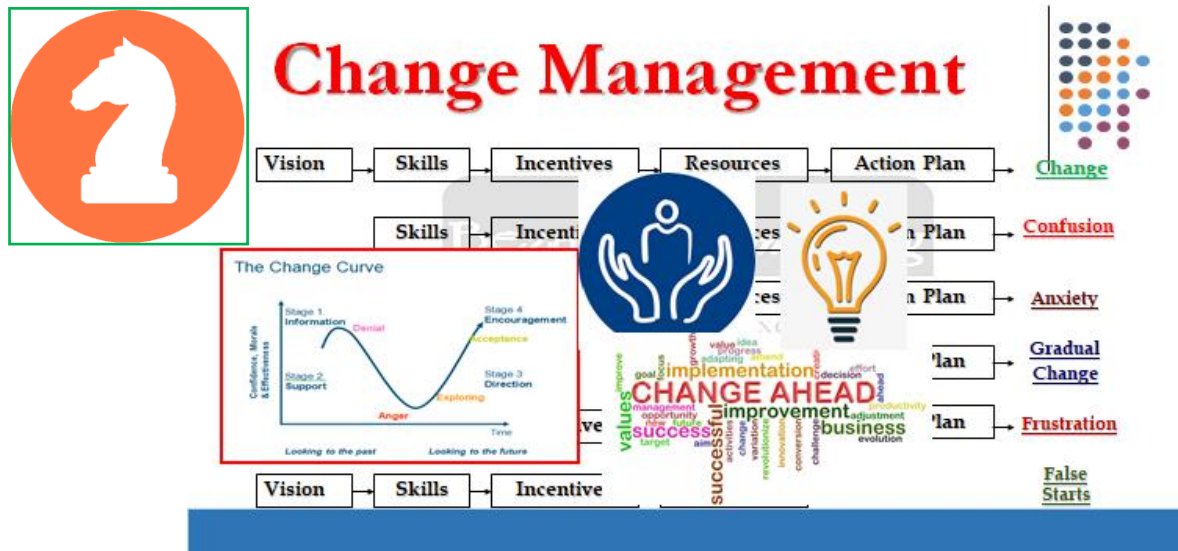 Change Management
Vision Skills Incentives Resources Action Plan Change
Skills Plan Confusion
Plan Anxiety
Plan Gradual
Change
Plan Frustration
Vision Skills Incentive False
Starts
The Change Curve
Stage 1
Information
Denial
Stage 4
Encouragement
Acceptance
Confidence, Morale
& Effectiveness
Stage 2
Support
Stage 3
Direction
Exploring
Anger
Time
Looking to the past Looking to the future
growth
value idea
progress
adapting amend
improve
goal
focus
implementation
decision
effort
ahead
CHANGE AHEAD
values
management
improvement
productivity
opportunity
adjustment
new future
success
business
target
aim
evolution
successful
activities
change
variation
revolutionize
innovation
conversion
challenge